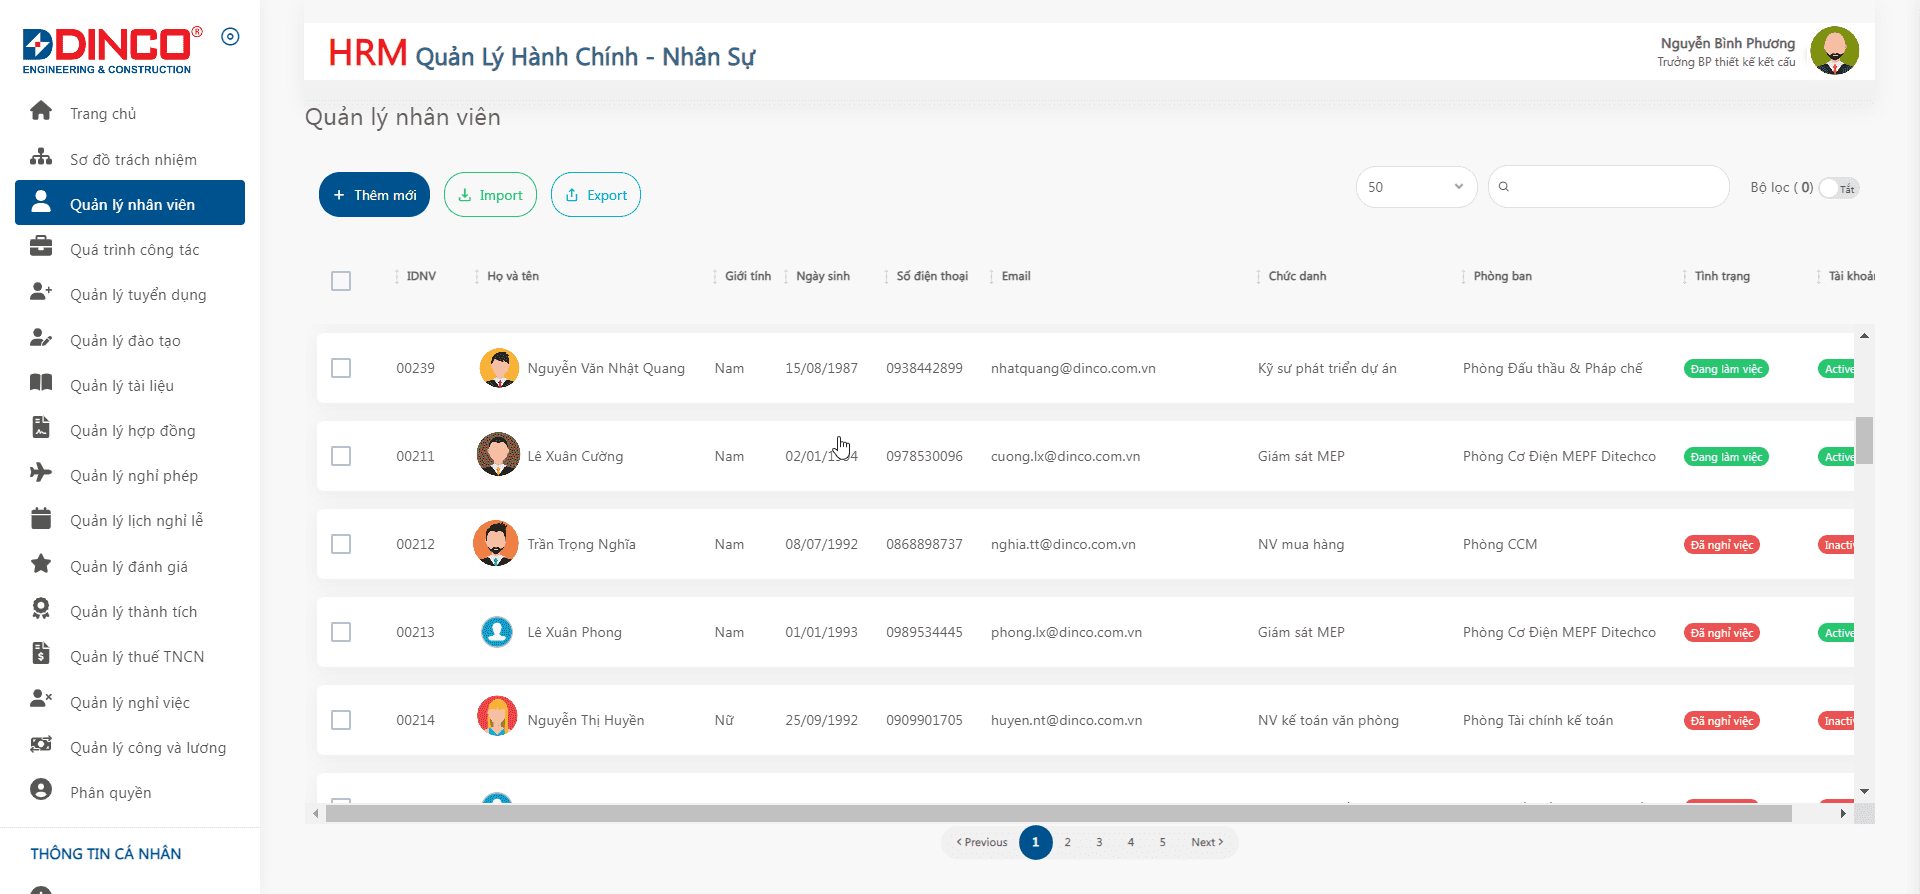 DINCO®
ENGINEERING & CONSTRUCTION
Trang chủ
Sơ đồ trách nhiệm
Quản lý nhân viên
Quá trình công tác
Quản lý tuyển dụng
Quản lý đào tạo
Quản lý tài liệu
Quản lý hợp đồng
Quản lý nghỉ phép
Quản lý lịch nghỉ lễ
Quản lý đánh giá
Quản lý thành tích
Quản lý thuế TNCN
Quản lý nghỉ việc
Quản lý công và lương
Phân quyền
THÔNG TIN CÁ NHÂN
HRM Quản Lý Hành Chính - Nhân Sự
Nguyễn Bình Phương
Trưởng BP thiết kế kết cấu
Quản lý nhân viên
+ Thêm mới Import Export 50 Bộ lọc ( 0) Tắt
IDNV Họ và tên Giới tính Ngày sinh Số điện thoại Email Chức danh Phòng ban Tình trạng Tài khoản
00239 Nguyễn Văn Nhật Quang Nam 15/08/1987 0938442899 nhatquang@dinco.com.vn Kỹ sư phát triển dự án Phòng Đấu thầu & Pháp chế Đang làm việc Active
00211 Lê Xuân Cường Nam 02/01/1994 0978530096 cuong.lx@dinco.com.vn Giám sát MEP Phòng Cơ Điện MEPF Ditechco Đang làm việc Active
00212 Trần Trọng Nghĩa Nam 08/07/1992 0868898737 nghia.tt@dinco.com.vn NV mua hàng Phòng CCM Đã nghỉ việc Inacti
00213 Lê Xuân Phong Nam 01/01/1993 0989534445 phong.lx@dinco.com.vn Giám sát MEP Phòng Cơ Điện MEPF Ditechco Đã nghỉ việc Active
00214 Nguyễn Thị Huyền Nữ 25/09/1992 0909901705 huyen.nt@dinco.com.vn NV kế toán văn phòng Phòng Tài chính kế toán Đã nghỉ việc Inacti
< Previous 1 2 3 4 5 Next >